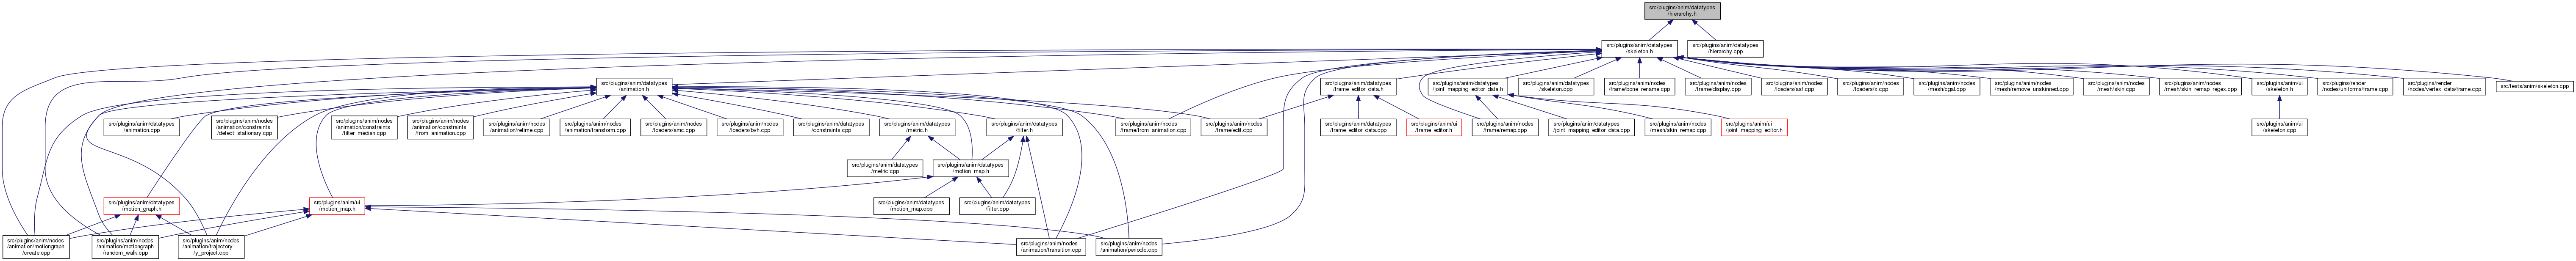 src/plugins/anim/datatypes
/hierarchy.h
src/plugins/anim/datatypes
/skeleton.h
src/plugins/anim/datatypes
/hierarchy.cpp
src/plugins/anim/datatypes
/animation.h
src/plugins/anim/datatypes
/frame_editor_data.h
src/plugins/anim/datatypes
/joint_mapping_editor_data.h
src/plugins/anim/datatypes
/skeleton.cpp
src/plugins/anim/nodes
/frame/bone_rename.cpp
src/plugins/anim/nodes
/frame/display.cpp
src/plugins/anim/nodes
/loaders/asf.cpp
src/plugins/anim/nodes
/loaders/x.cpp
src/plugins/anim/nodes
/mesh/cgal.cpp
src/plugins/anim/nodes
/mesh/remove_unskinned.cpp
src/plugins/anim/nodes
/mesh/skin.cpp
src/plugins/anim/nodes
/mesh/skin_remap_regex.cpp
src/plugins/anim/ui
/skeleton.h
src/plugins/render
/nodes/uniforms/frame.cpp
src/plugins/render
/nodes/vertex_data/frame.cpp
src/tests/anim/skeleton.cpp
src/plugins/anim/datatypes
/animation.cpp
src/plugins/anim/nodes
/animation/constraints
/detect_stationary.cpp
src/plugins/anim/nodes
/animation/constraints
/filter_median.cpp
src/plugins/anim/nodes
/animation/constraints
/from_animation.cpp
src/plugins/anim/nodes
/animation/retime.cpp
src/plugins/anim/nodes
/animation/transform.cpp
src/plugins/anim/nodes
/loaders/amc.cpp
src/plugins/anim/nodes
/loaders/bvh.cpp
src/plugins/anim/datatypes
/constraints.cpp
src/plugins/anim/datatypes
/metric.h
src/plugins/anim/datatypes
/filter.h
src/plugins/anim/nodes
/frame/from_animation.cpp
src/plugins/anim/nodes
/frame/edit.cpp
src/plugins/anim/datatypes
/frame_editor_data.cpp
src/plugins/anim/ui
/frame_editor.h
src/plugins/anim/nodes
/frame/remap.cpp
src/plugins/anim/datatypes
/joint_mapping_editor_data.cpp
src/plugins/anim/nodes
/mesh/skin_remap.cpp
src/plugins/anim/ui
/joint_mapping_editor.h
src/plugins/anim/ui
/skeleton.cpp
src/plugins/anim/datatypes
/metric.cpp
src/plugins/anim/datatypes
/motion_map.h
src/plugins/anim/datatypes
/motion_graph.h
src/plugins/anim/ui
/motion_map.h
src/plugins/anim/datatypes
/motion_map.cpp
src/plugins/anim/datatypes
/filter.cpp
src/plugins/anim/nodes
/animation/motiongraph
/create.cpp
src/plugins/anim/nodes
/animation/motiongraph
/random_walk.cpp
src/plugins/anim/nodes
/animation/trajectory
/y_project.cpp
src/plugins/anim/nodes
/animation/transition.cpp
src/plugins/anim/nodes
/animation/periodic.cpp